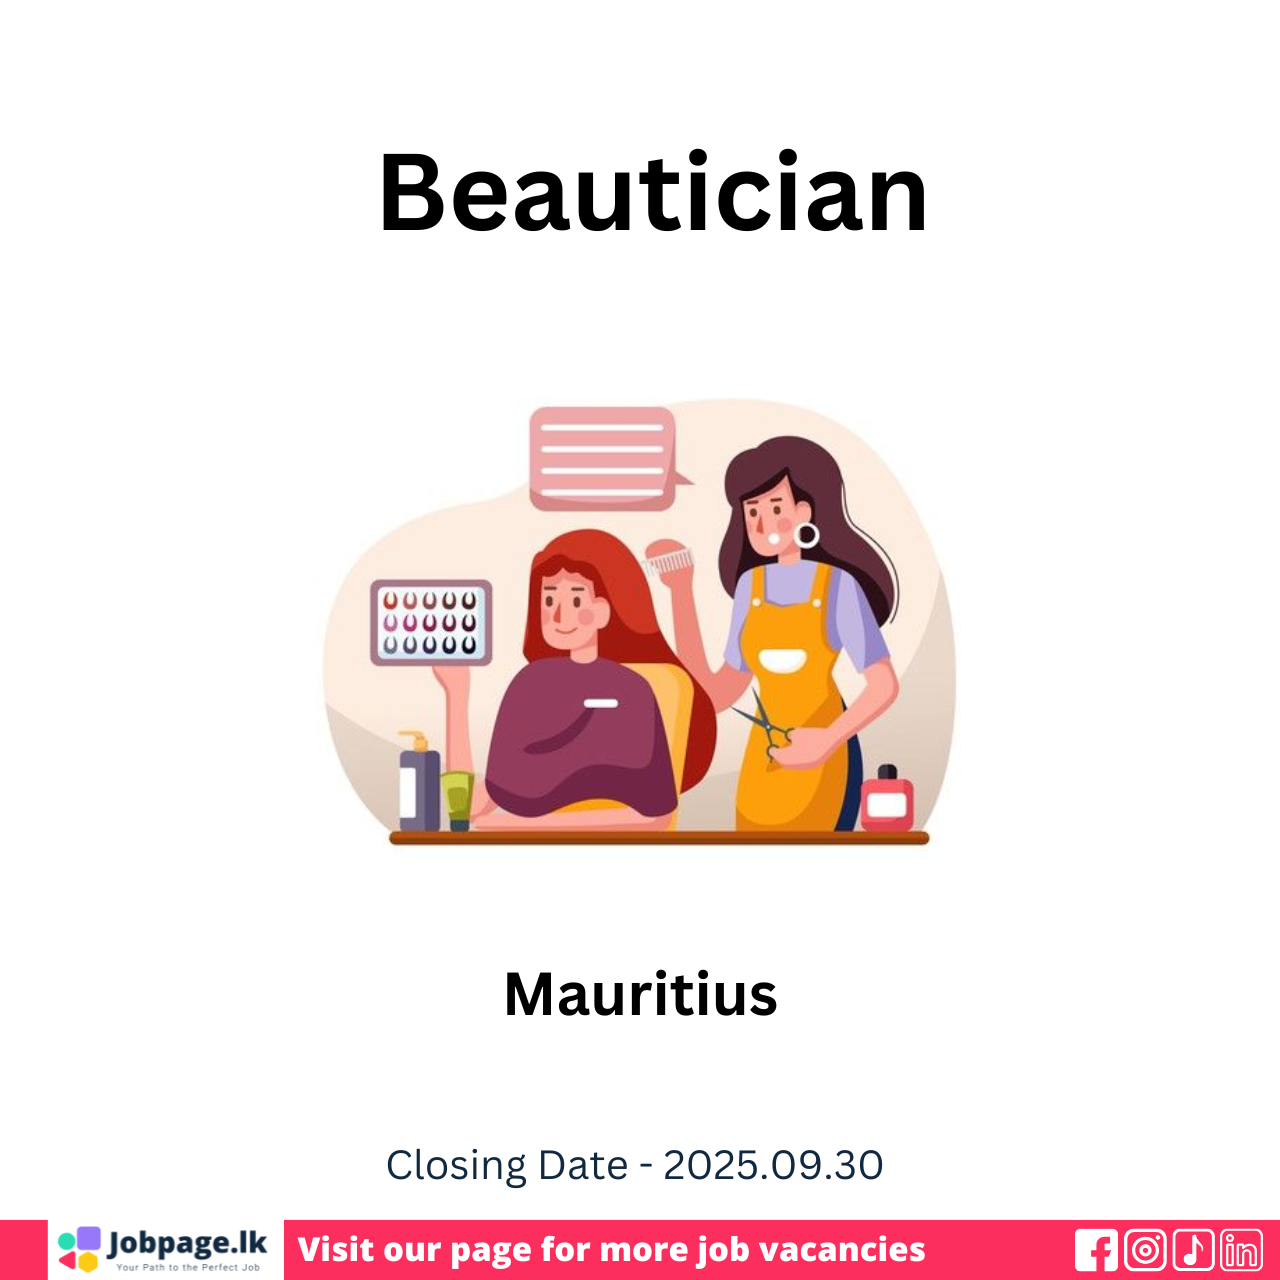 Beautician
Mauritius
Closing Date - 2025.09.30
Jobpage.lk
Your Path to the Perfect Job
Visit our page for more job vacancies